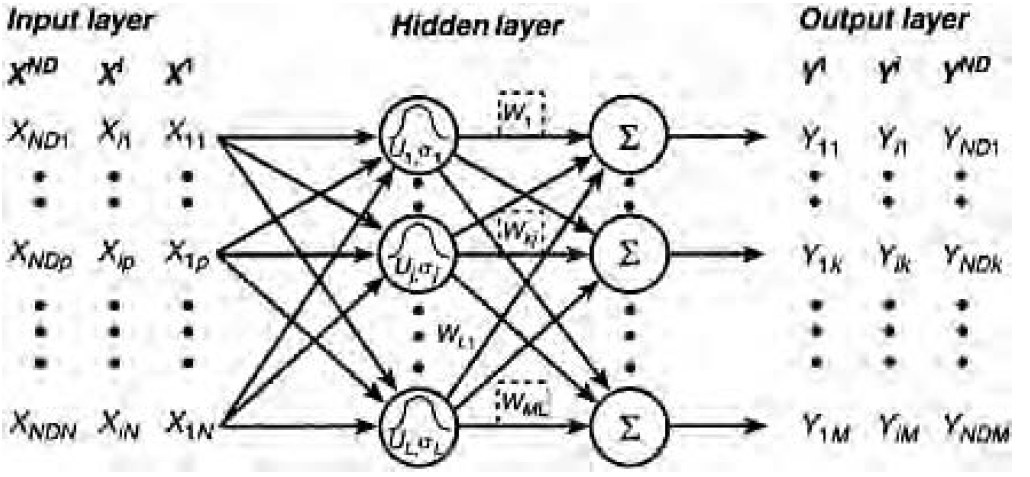 Input layer Hidden layer Output layer
X^ND X^i X^1 Y^1 Y^i Y^ND
X_ND1 X_i1 X_11 U_1,σ_1 W_1 Σ Y_11 Y_i1 Y_ND1
X_NDp X_ip X_1p U_j,σ_j W_kj Σ Y_1k Y_ik Y_NDk
W_L1
X_NDN X_iN X_1N U_L,σ_L W_ML Σ Y_1M Y_iM Y_NDM